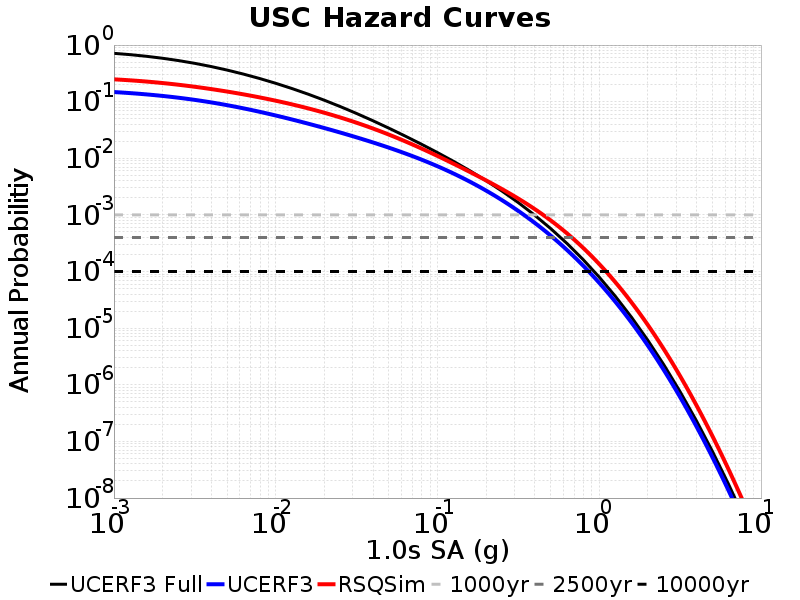 USC Hazard Curves
Annual Probabilitiy
10^0
10^-1
10^-2
10^-3
10^-4
10^-5
10^-6
10^-7
10^-8
10^-3 10^-2 10^-1 10^0 10^1
1.0s SA (g)
UCERF3 Full UCERF3 RSQSim 1000yr 2500yr 10000yr